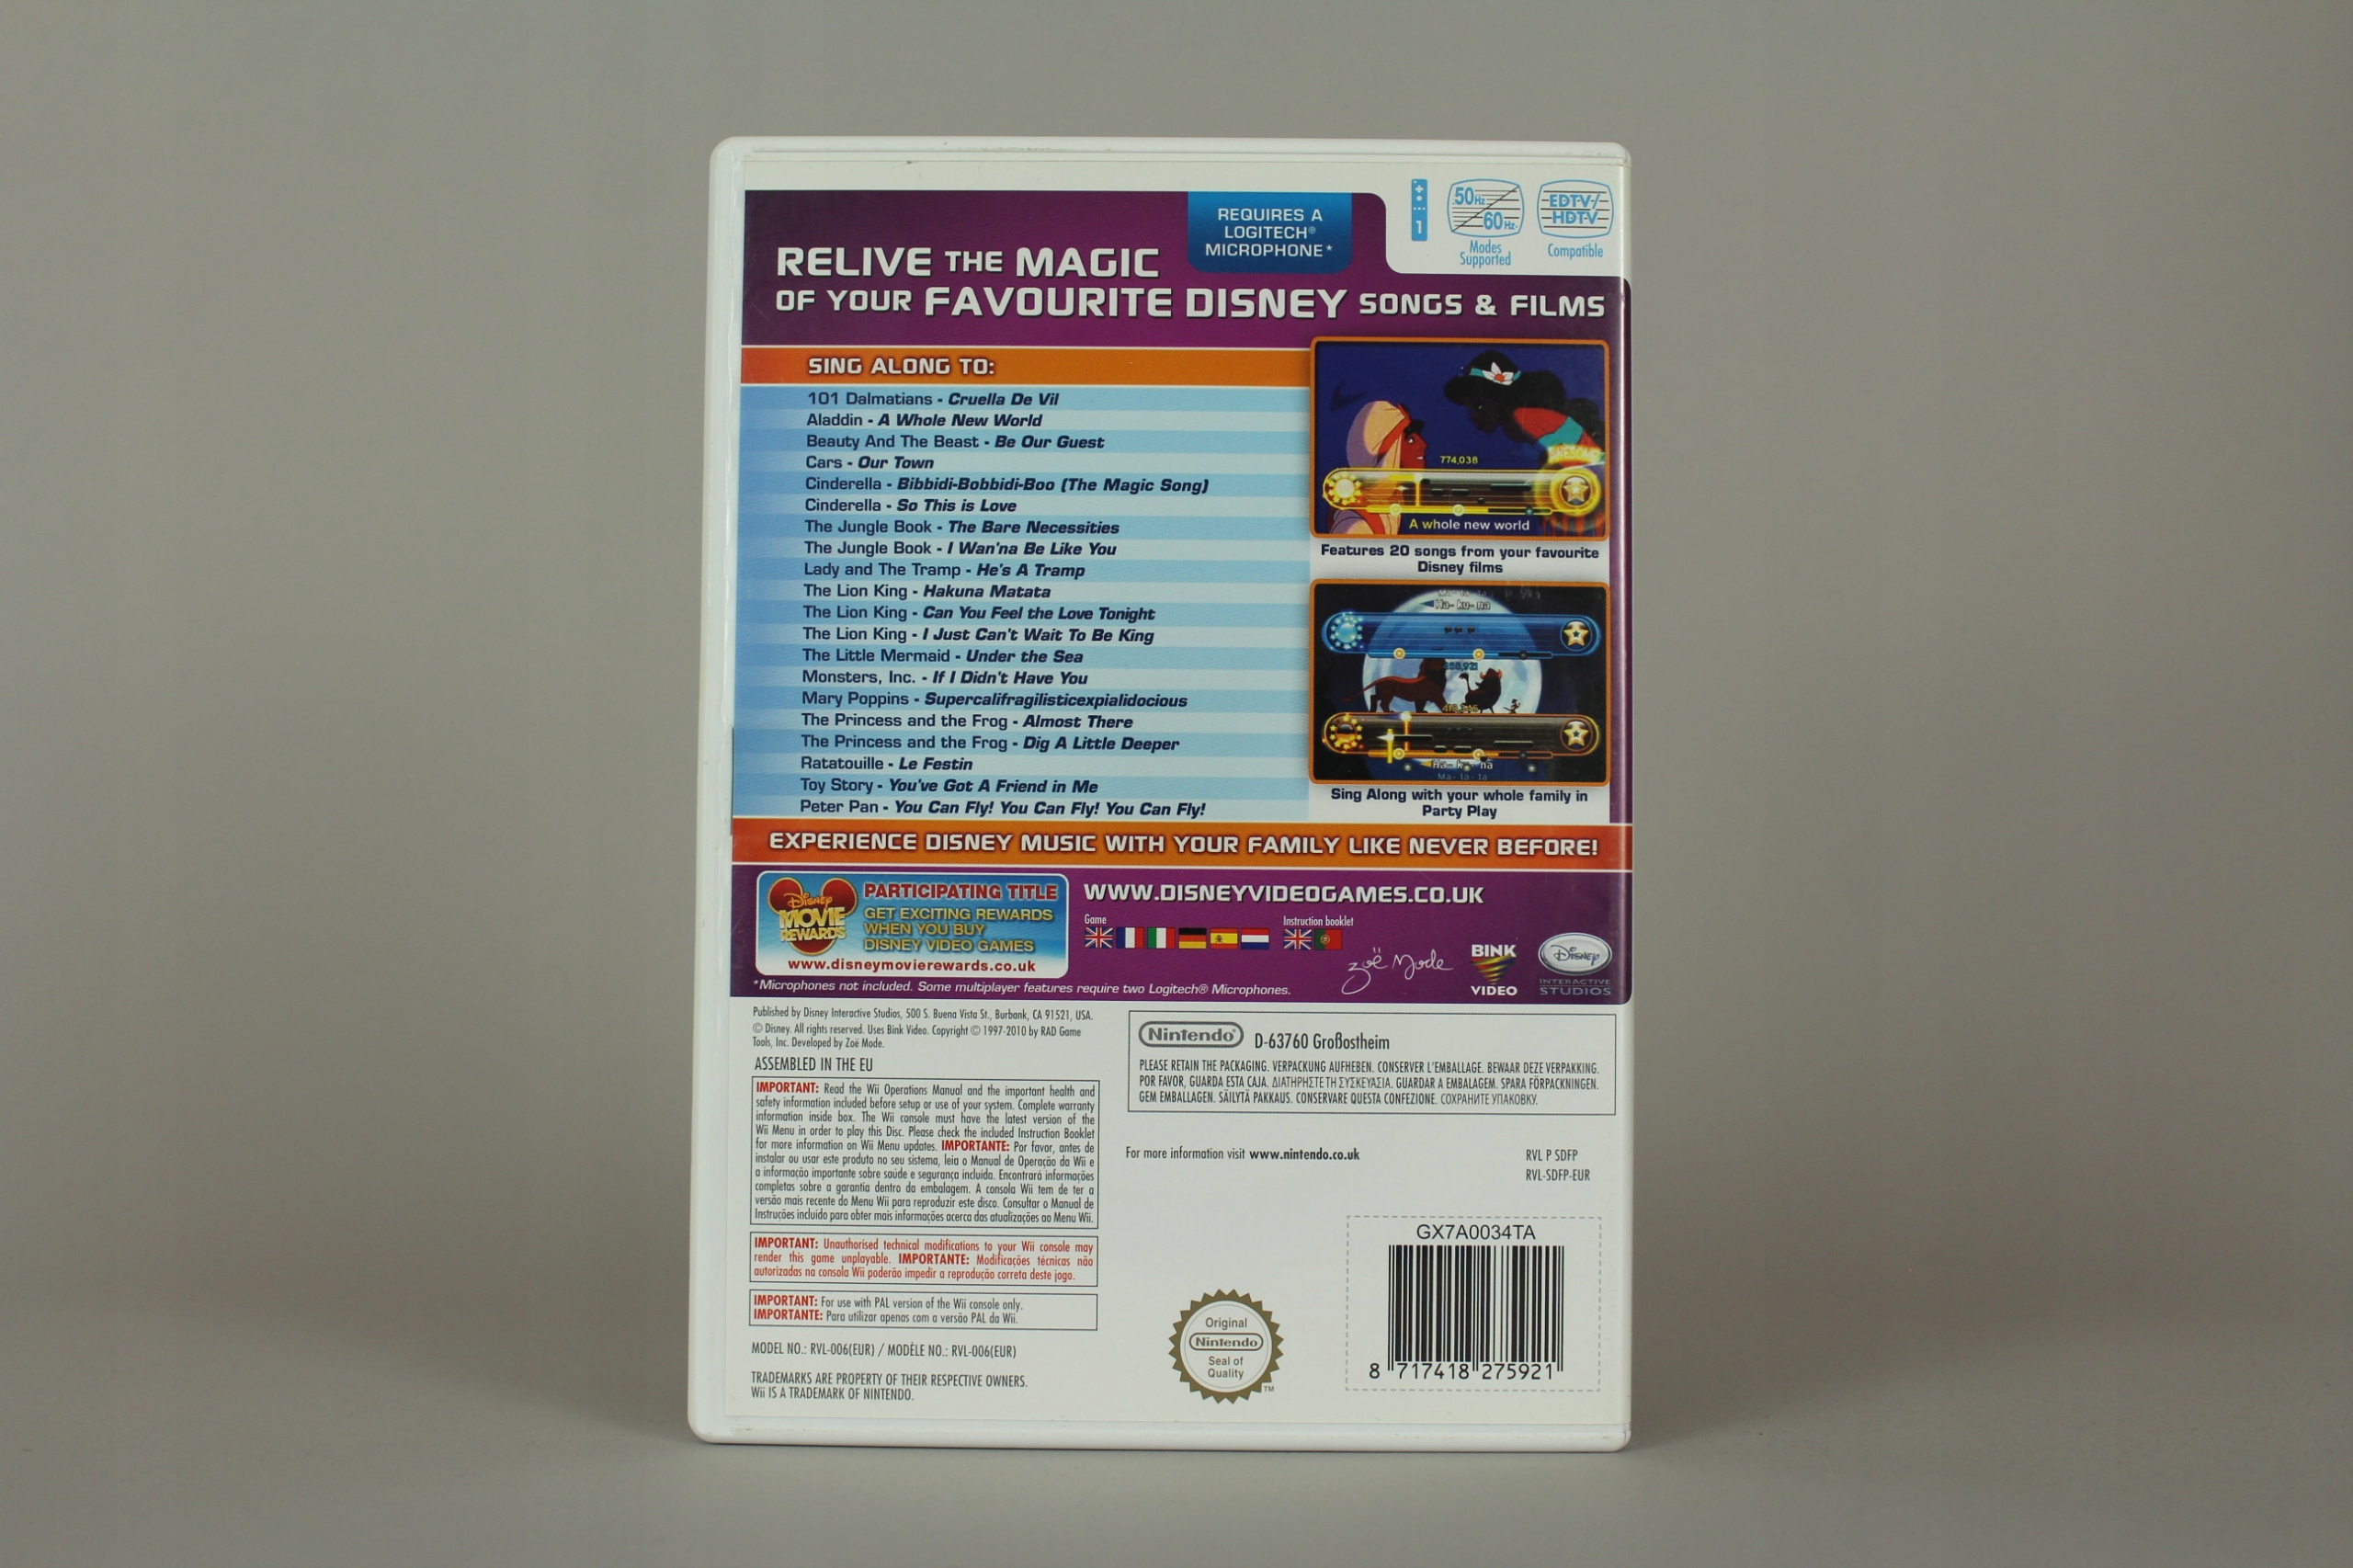 REQUIRES A
LOGITECH®
MICROPHONE*
50Hz
60Hz
Modes
Supported
EDTV/
HDTV
Compatible
1
RELIVE THE MAGIC
OF YOUR FAVOURITE DISNEY SONGS & FILMS
SING ALONG TO:
101 Dalmatians - Cruella De Vil
Aladdin - A Whole New World
Beauty And The Beast - Be Our Guest
Cars - Our Town
Cinderella - Bibbidi-Bobbidi-Boo (The Magic Song)
Cinderella - So This is Love
The Jungle Book - The Bare Necessities
The Jungle Book - I Wan'na Be Like You
Lady and The Tramp - He's A Tramp
The Lion King - Hakuna Matata
The Lion King - Can You Feel the Love Tonight
The Lion King - I Just Can't Wait To Be King
The Little Mermaid - Under the Sea
Monsters, Inc. - If I Didn't Have You
Mary Poppins - Supercalifragilisticexpialidocious
The Princess and the Frog - Almost There
The Princess and the Frog - Dig A Little Deeper
Ratatouille - Le Festin
Toy Story - You've Got A Friend in Me
Peter Pan - You Can Fly! You Can Fly! You Can Fly!
774,038
A whole new world
Features 20 songs from your favourite
Disney films
Ha- ku- na
Ha- ku- na
Ma- ta- ta
Sing Along with your whole family in
Party Play
EXPERIENCE DISNEY MUSIC WITH YOUR FAMILY LIKE NEVER BEFORE!
Disney
MOVIE
REWARDS
PARTICIPATING TITLE
GET EXCITING REWARDS
WHEN YOU BUY
DISNEY VIDEO GAMES
www.disneymovierewards.co.uk
WWW.DISNEYVIDEOGAMES.CO.UK
Game
Instruction booklet
zoë mode
BINK
VIDEO
Disney
INTERACTIVE
STUDIOS
*Microphones not included. Some multiplayer features require two Logitech® Microphones.
Published by Disney Interactive Studios, 500 S. Buena Vista St., Burbank, CA 91521, USA.
© Disney. All rights reserved. Uses Bink Video. Copyright © 1997-2010 by RAD Game
Tools, Inc. Developed by Zoë Mode.
ASSEMBLED IN THE EU
IMPORTANT: Read the Wii Operations Manual and the important health and
safety information included before setup or use of your system. Complete warranty
information inside box. The Wii console must have the latest version of the
Wii Menu in order to play this Disc. Please check the included Instruction Booklet
for more information on Wii Menu updates. IMPORTANTE: Por favor, antes de
instalar ou usar este produto no seu sistema, leia o Manual de Operação da Wii e
a informação importante sobre saúde e segurança incluída. Encontrará informações
completas sobre a garantia dentro da embalagem. A consola Wii tem de ter a
versão mais recente do Menu Wii para reproduzir este disco. Consultar o Manual de
Instruções incluído para obter mais informações acerca das atualizações ao Menu Wii.
IMPORTANT: Unauthorised technical modifications to your Wii console may
render this game unplayable. IMPORTANTE: Modificações técnicas não
autorizadas na consola Wii poderão impedir a reprodução correta deste jogo.
IMPORTANT: For use with PAL version of the Wii console only.
IMPORTANTE: Para utilizar apenas com a versão PAL da Wii.
MODEL NO.: RVL-006(EUR) / MODÈLE NO.: RVL-006(EUR)
TRADEMARKS ARE PROPERTY OF THEIR RESPECTIVE OWNERS.
Wii IS A TRADEMARK OF NINTENDO.
Nintendo® D-63760 Großostheim
PLEASE RETAIN THE PACKAGING. VERPACKUNG AUFHEBEN. CONSERVER L'EMBALLAGE. BEWAAR DEZE VERPAKKING.
POR FAVOR, GUARDA ESTA CAJA. ΔΙΑΤΗΡΗΣΤΕ ΤΗ ΣΥΣΚΕΥΑΣΙΑ. GUARDAR A EMBALAGEM. SPARA FÖRPACKNINGEN.
GEM EMBALLAGEN. SÄILYTÄ PAKKAUS. CONSERVARE QUESTA CONFEZIONE. СОХРАНИТЕ УПАКОВКУ.
For more information visit www.nintendo.co.uk
RVL P SDFP
RVL-SDFP-EUR
Original
Nintendo
Seal of
Quality
TM
GX7A0034TA
8 717418 275921